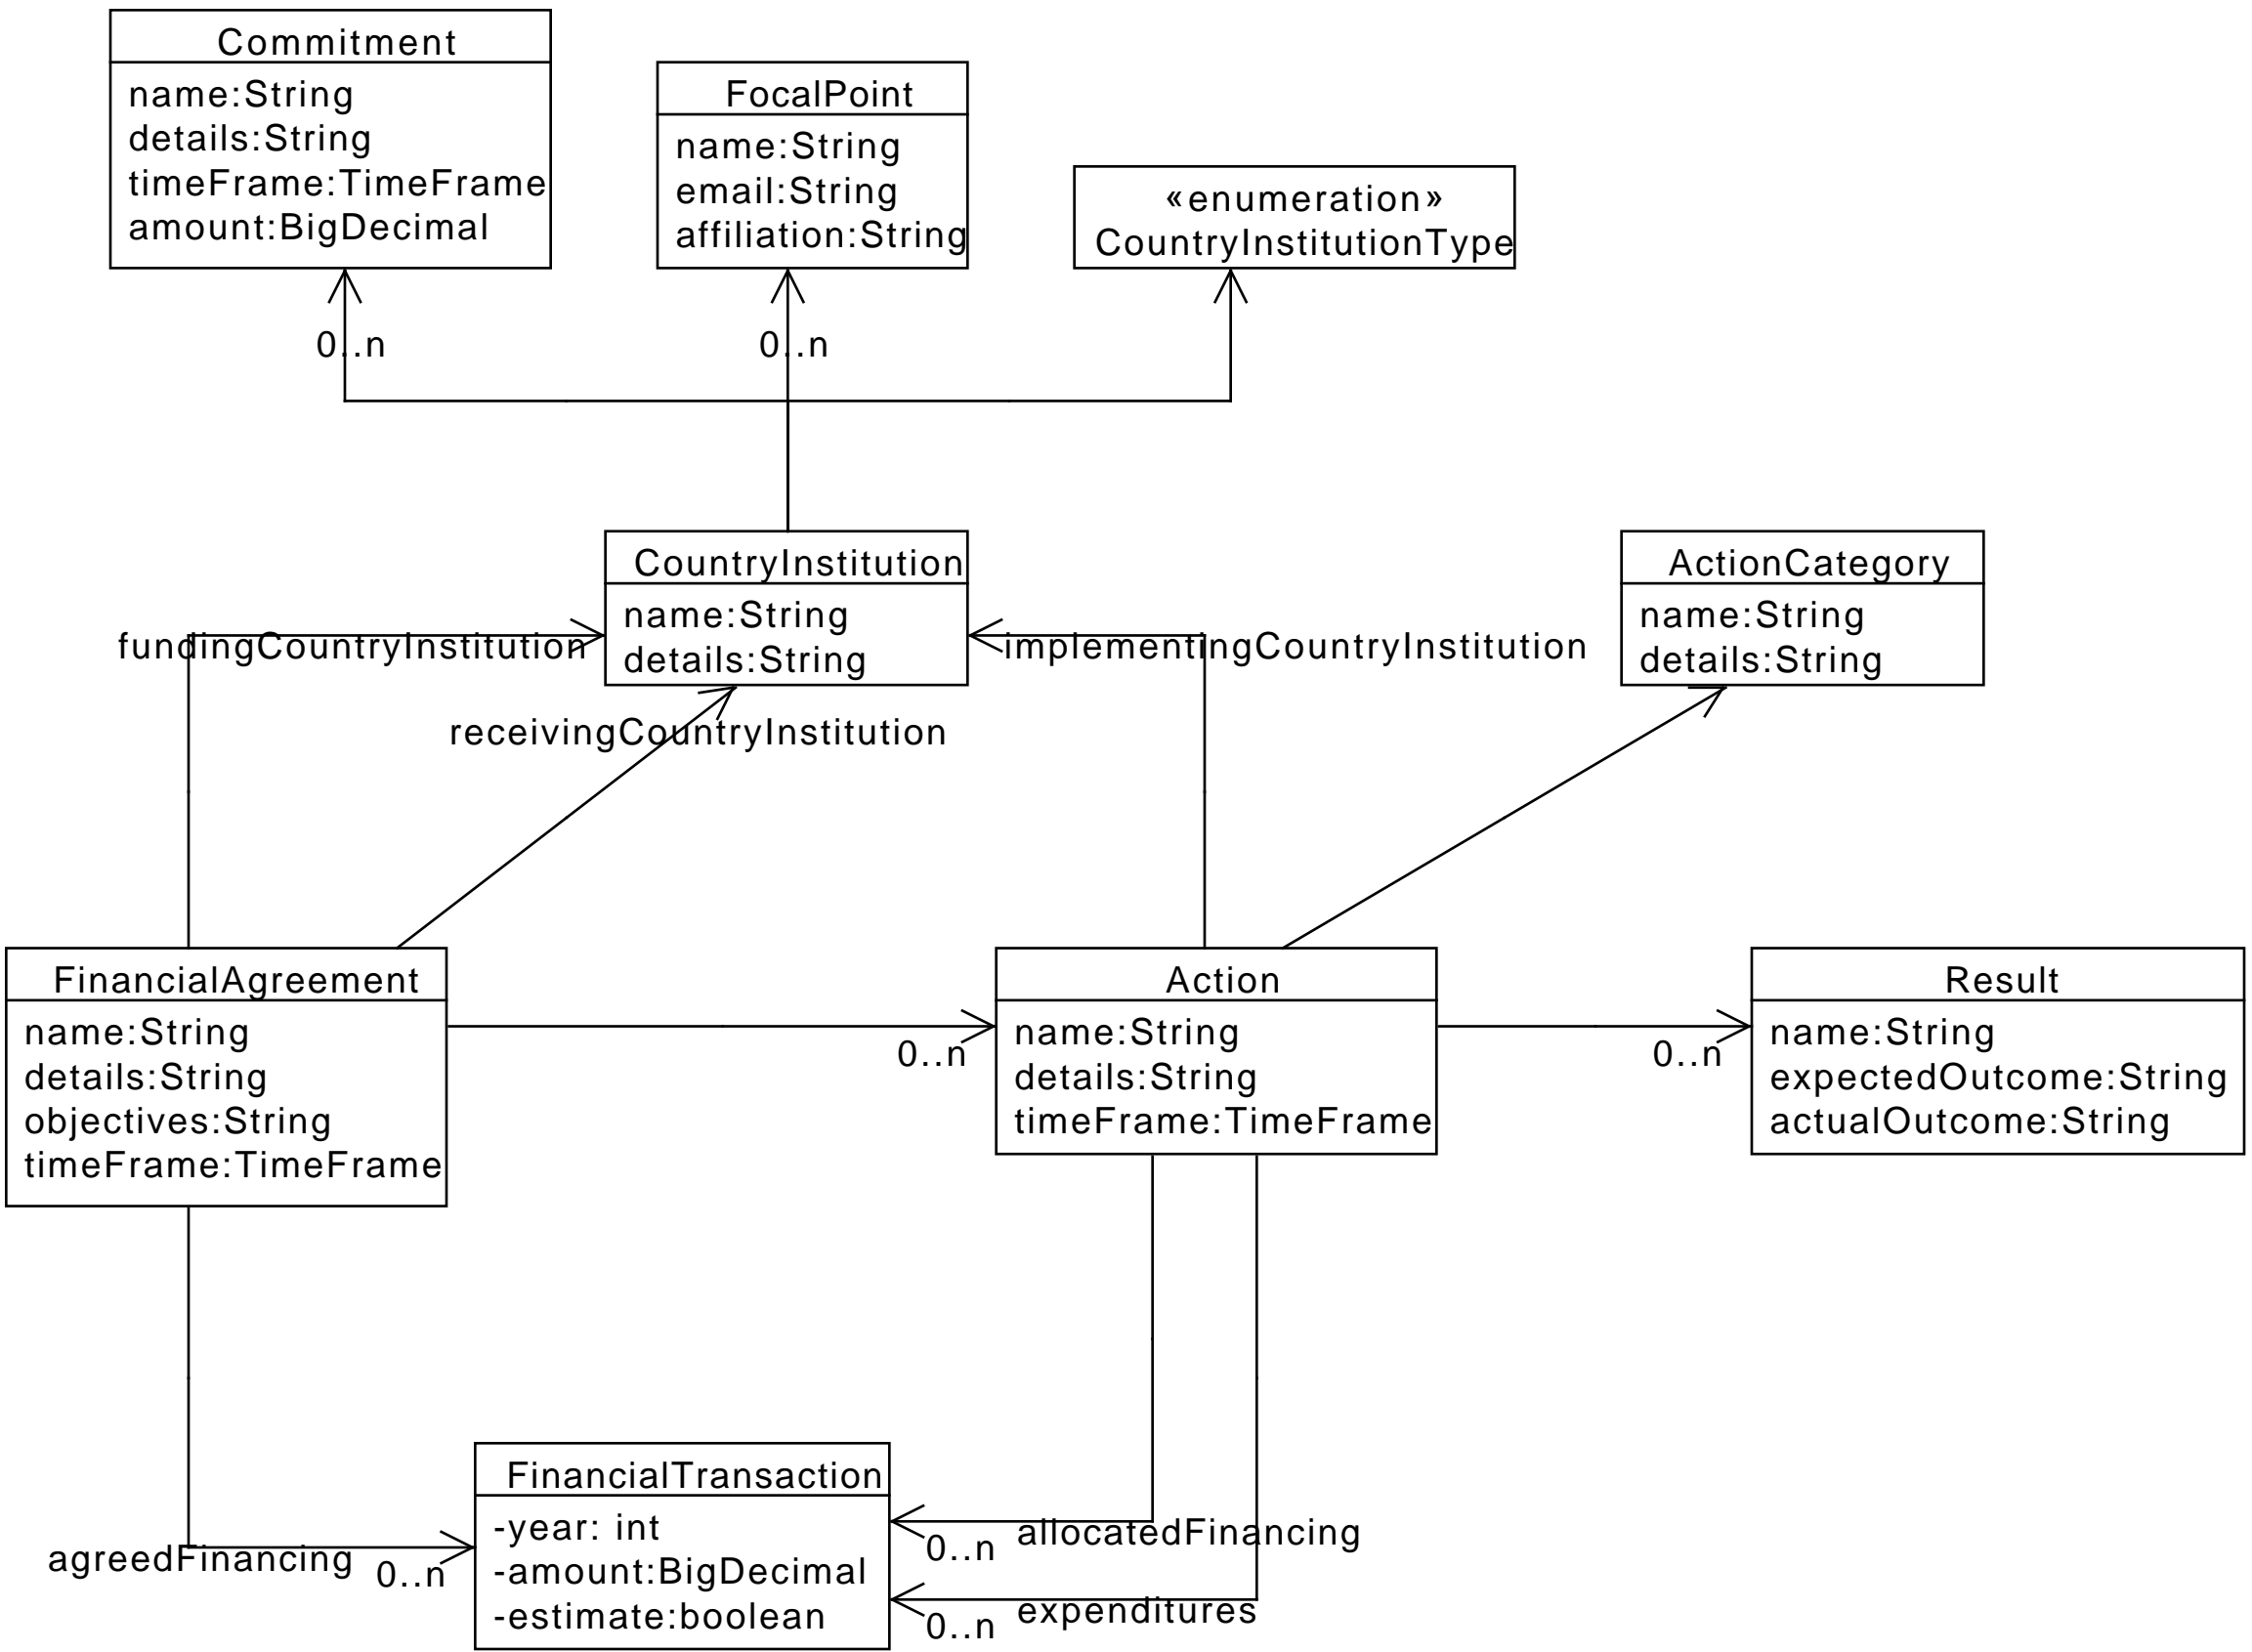 Commitment
name:String
details:String
timeFrame:TimeFrame
amount:BigDecimal
FocalPoint
name:String
email:String
affiliation:String
«enumeration»
CountryInstitutionType
0..n
0..n
CountryInstitution
name:String
details:String
ActionCategory
name:String
details:String
fundingCountryInstitution
implementingCountryInstitution
receivingCountryInstitution
FinancialAgreement
name:String
details:String
objectives:String
timeFrame:TimeFrame
0..n
Action
name:String
details:String
timeFrame:TimeFrame
0..n
Result
name:String
expectedOutcome:String
actualOutcome:String
agreedFinancing
0..n
FinancialTransaction
-year: int
-amount:BigDecimal
-estimate:boolean
0..n
allocatedFinancing
0..n
expenditures